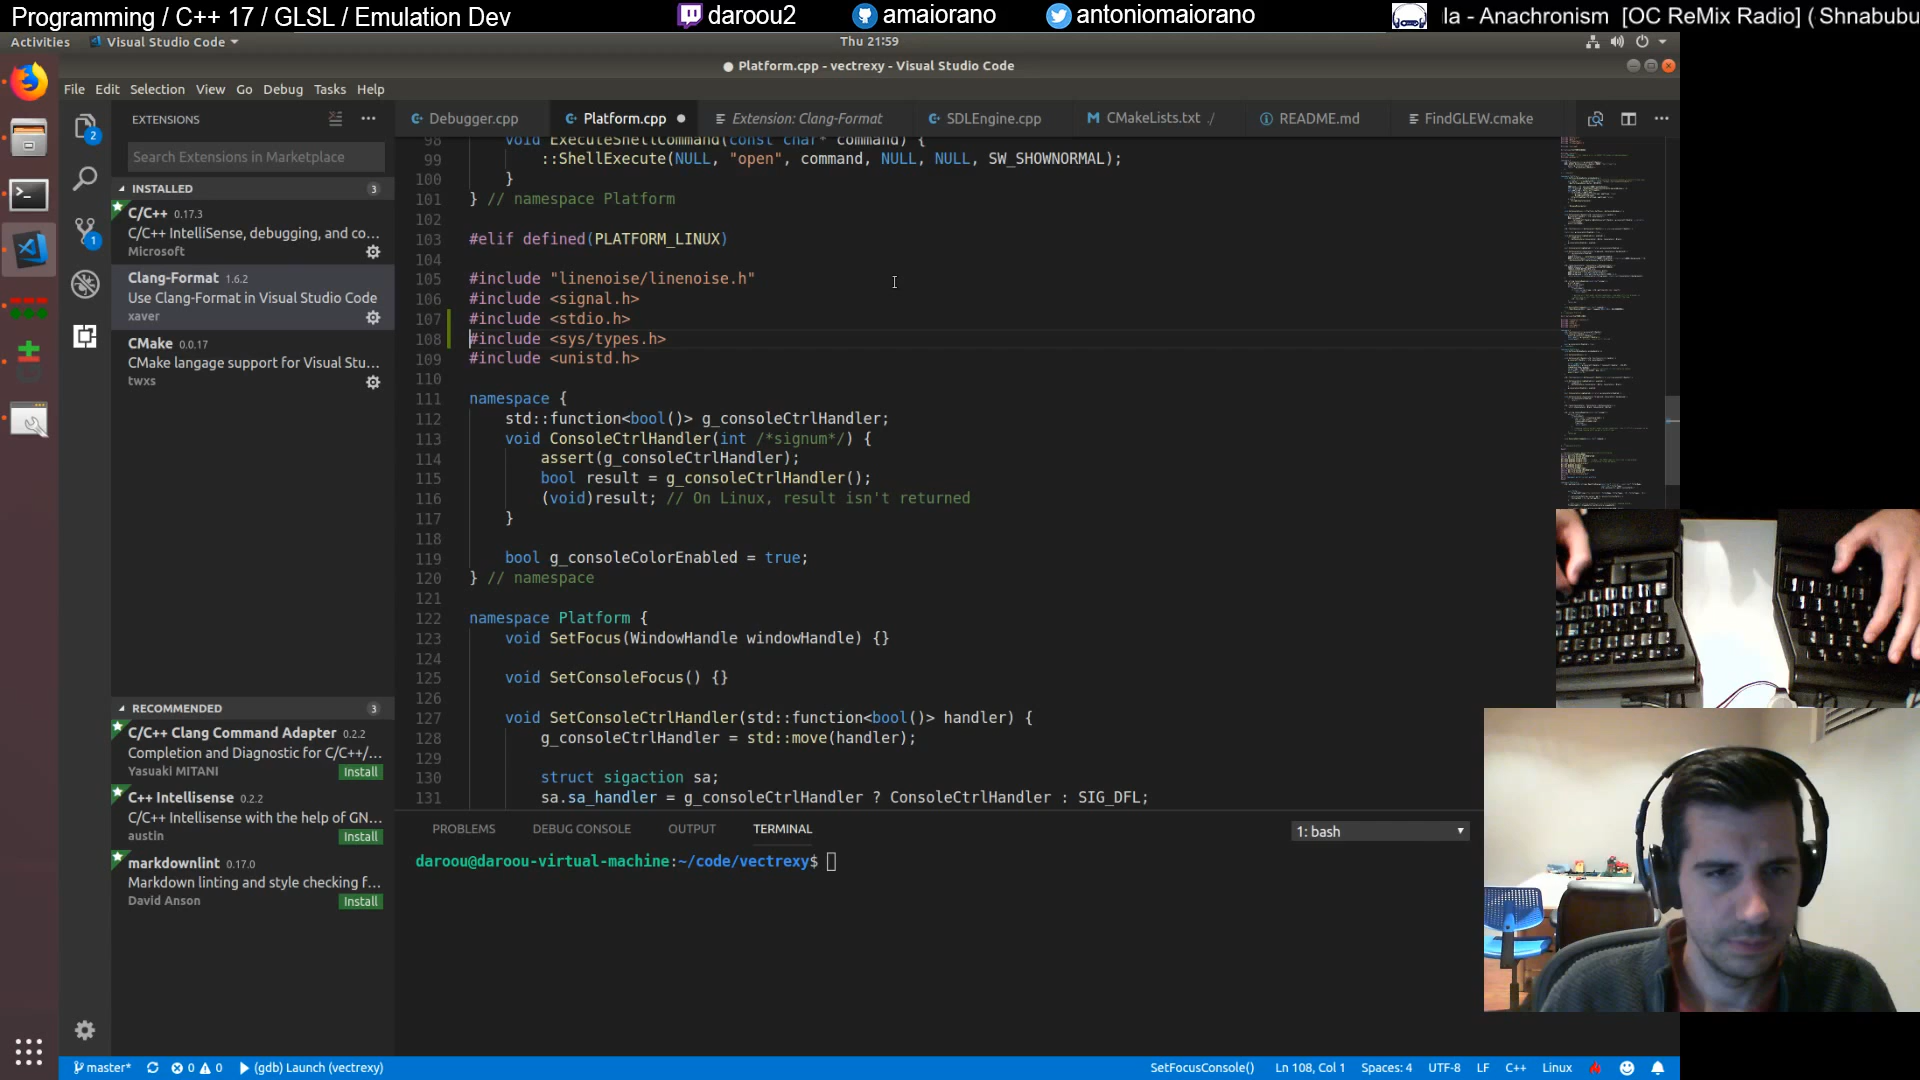 Programming / C++ 17 / GLSL / Emulation Dev
daroou2
amaiorano
antoniomaiorano
la - Anachronism [OC ReMix Radio] ( Shnabubu
Activities
Visual Studio Code
Thu 21:59
Platform.cpp - vectrexy - Visual Studio Code
File Edit Selection View Go Debug Tasks Help
EXTENSIONS
Debugger.cpp
Platform.cpp
Extension: Clang-Format
SDLEngine.cpp
CMakeLists.txt ./
README.md
FindGLEW.cmake
Search Extensions in Marketplace
INSTALLED 3
C/C++ 0.17.3
C/C++ IntelliSense, debugging, and co...
Microsoft
Clang-Format 1.6.2
Use Clang-Format in Visual Studio Code
xaver
CMake 0.0.17
CMake langage support for Visual Stu...
twxs
RECOMMENDED 3
C/C++ Clang Command Adapter 0.2.2
Completion and Diagnostic for C/C++/...
Yasuaki MITANI Install
C++ Intellisense 0.2.2
C/C++ Intellisense with the help of GN...
austin Install
markdownlint 0.17.0
Markdown linting and style checking f...
David Anson Install
2
1
98 void ExecuteShellCommand(const char* command) {
99 ::ShellExecute(NULL, "open", command, NULL, NULL, SW_SHOWNORMAL);
100 }
101 } // namespace Platform
102
103 #elif defined(PLATFORM_LINUX)
104
105 #include "linenoise/linenoise.h"
106 #include <signal.h>
107 #include <stdio.h>
108 #include <sys/types.h>
109 #include <unistd.h>
110
111 namespace {
112 std::function<bool()> g_consoleCtrlHandler;
113 void ConsoleCtrlHandler(int /*signum*/) {
114 assert(g_consoleCtrlHandler);
115 bool result = g_consoleCtrlHandler();
116 (void)result; // On Linux, result isn't returned
117 }
118
119 bool g_consoleColorEnabled = true;
120 } // namespace
121
122 namespace Platform {
123 void SetFocus(WindowHandle windowHandle) {}
124
125 void SetConsoleFocus() {}
126
127 void SetConsoleCtrlHandler(std::function<bool()> handler) {
128 g_consoleCtrlHandler = std::move(handler);
129
130 struct sigaction sa;
131 sa.sa_handler = g_consoleCtrlHandler ? ConsoleCtrlHandler : SIG_DFL;
PROBLEMS DEBUG CONSOLE OUTPUT TERMINAL
1: bash
daroou@daroou-virtual-machine:~/code/vectrexy$
master* 0 0 (gdb) Launch (vectrexy)
SetFocusConsole() Ln 108, Col 1 Spaces: 4 UTF-8 LF C++ Linux